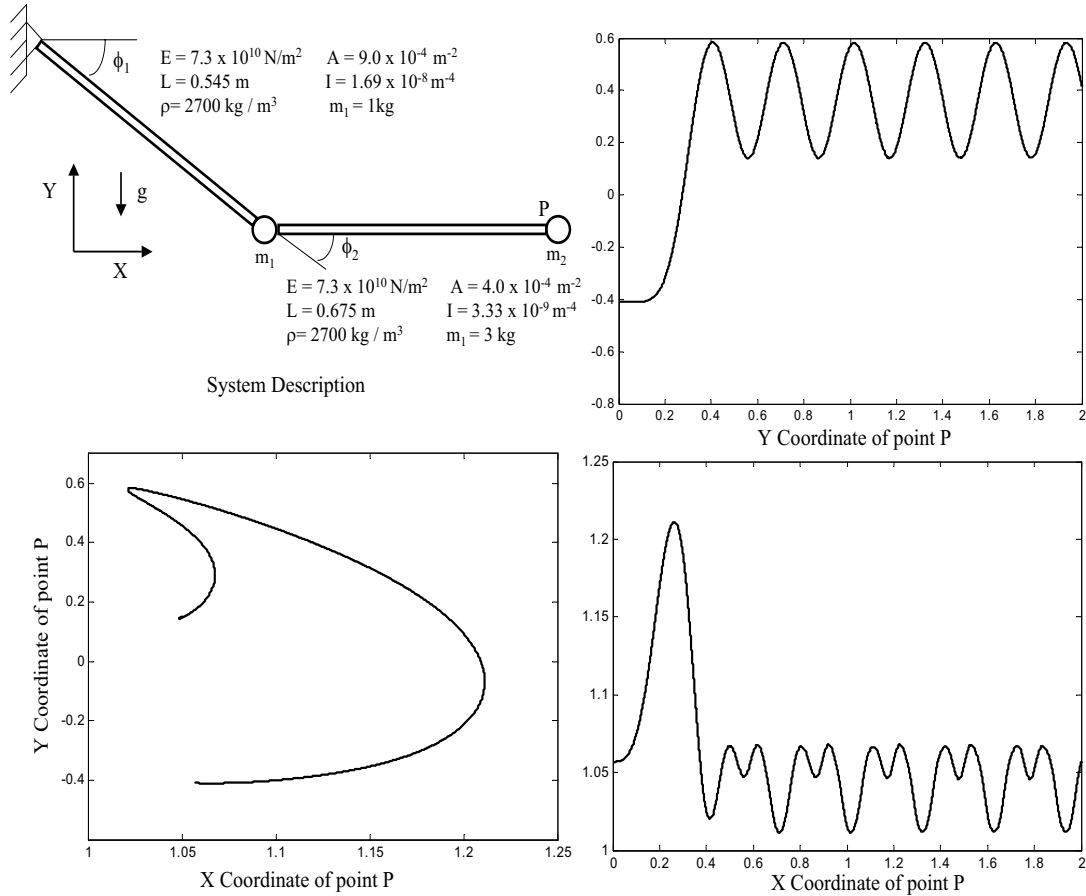 ϕ1
E = 7.3 x 10^10 N/m^2 A = 9.0 x 10^-4 m^-2
L = 0.545 m I = 1.69 x 10^-8 m^-4
ρ= 2700 kg / m^3 m1 = 1kg
Y
g
X
m1
ϕ2
P
m2
E = 7.3 x 10^10 N/m^2 A = 4.0 x 10^-4 m^-2
L = 0.675 m I = 3.33 x 10^-9 m^-4
ρ= 2700 kg / m^3 m1 = 3 kg
System Description
0.6
0.4
0.2
0
-0.2
-0.4
-0.6
-0.8
0 0.2 0.4 0.6 0.8 1 1.2 1.4 1.6 1.8 2
Y Coordinate of point P
Y Coordinate of point P
0.6
0.4
0.2
0
-0.2
-0.4
1 1.05 1.1 1.15 1.2 1.25
X Coordinate of point P
1.25
1.2
1.15
1.1
1.05
1
0 0.2 0.4 0.6 0.8 1 1.2 1.4 1.6 1.8 2
X Coordinate of point P